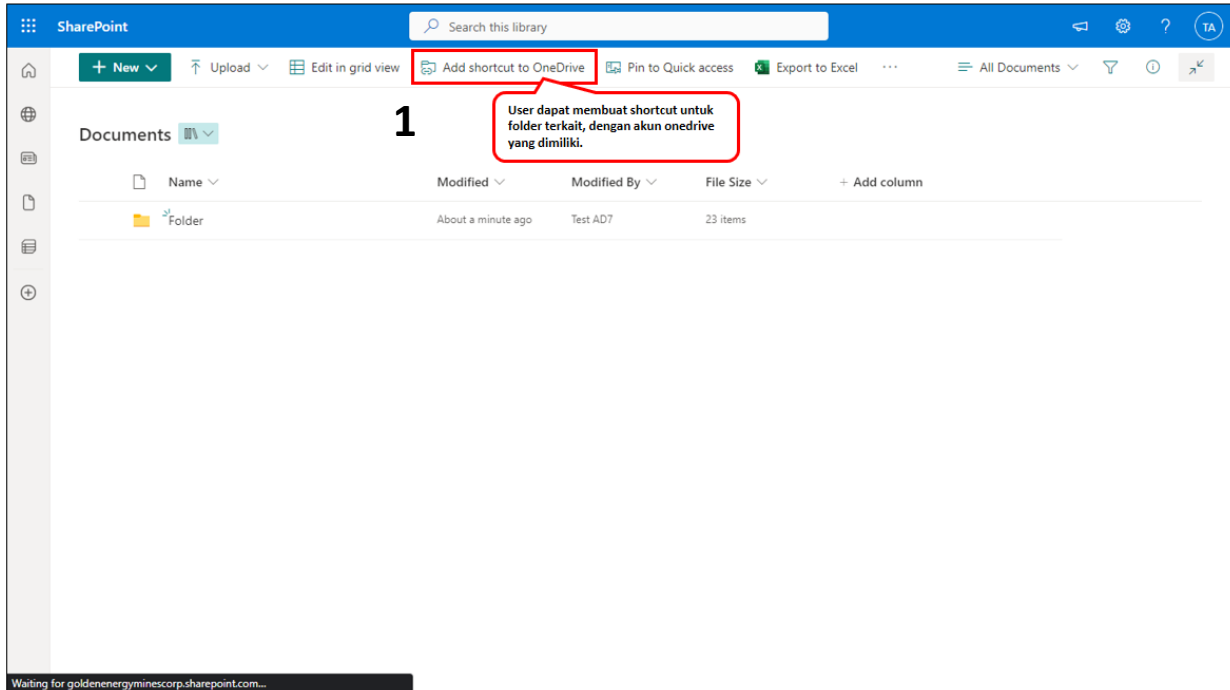 SharePoint
Search this library
?
TA
+ New
Upload
Edit in grid view
Add shortcut to OneDrive
Pin to Quick access
Export to Excel
...
All Documents
1
User dapat membuat shortcut untuk
folder terkait, dengan akun onedrive
yang dimiliki.
Documents
Name
Modified
Modified By
File Size
+ Add column
Folder
About a minute ago
Test AD7
23 items
Waiting for goldenenergyminescorp.sharepoint.com...